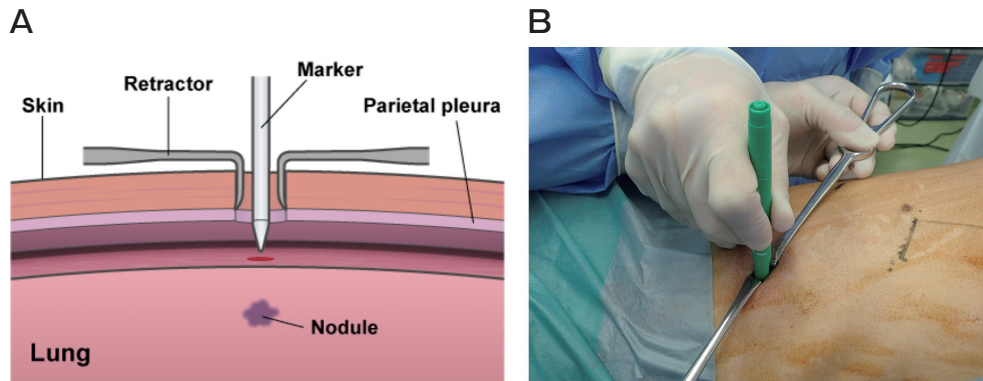 A
B
Marker
Retractor
Skin
Parietal pleura
Nodule
Lung